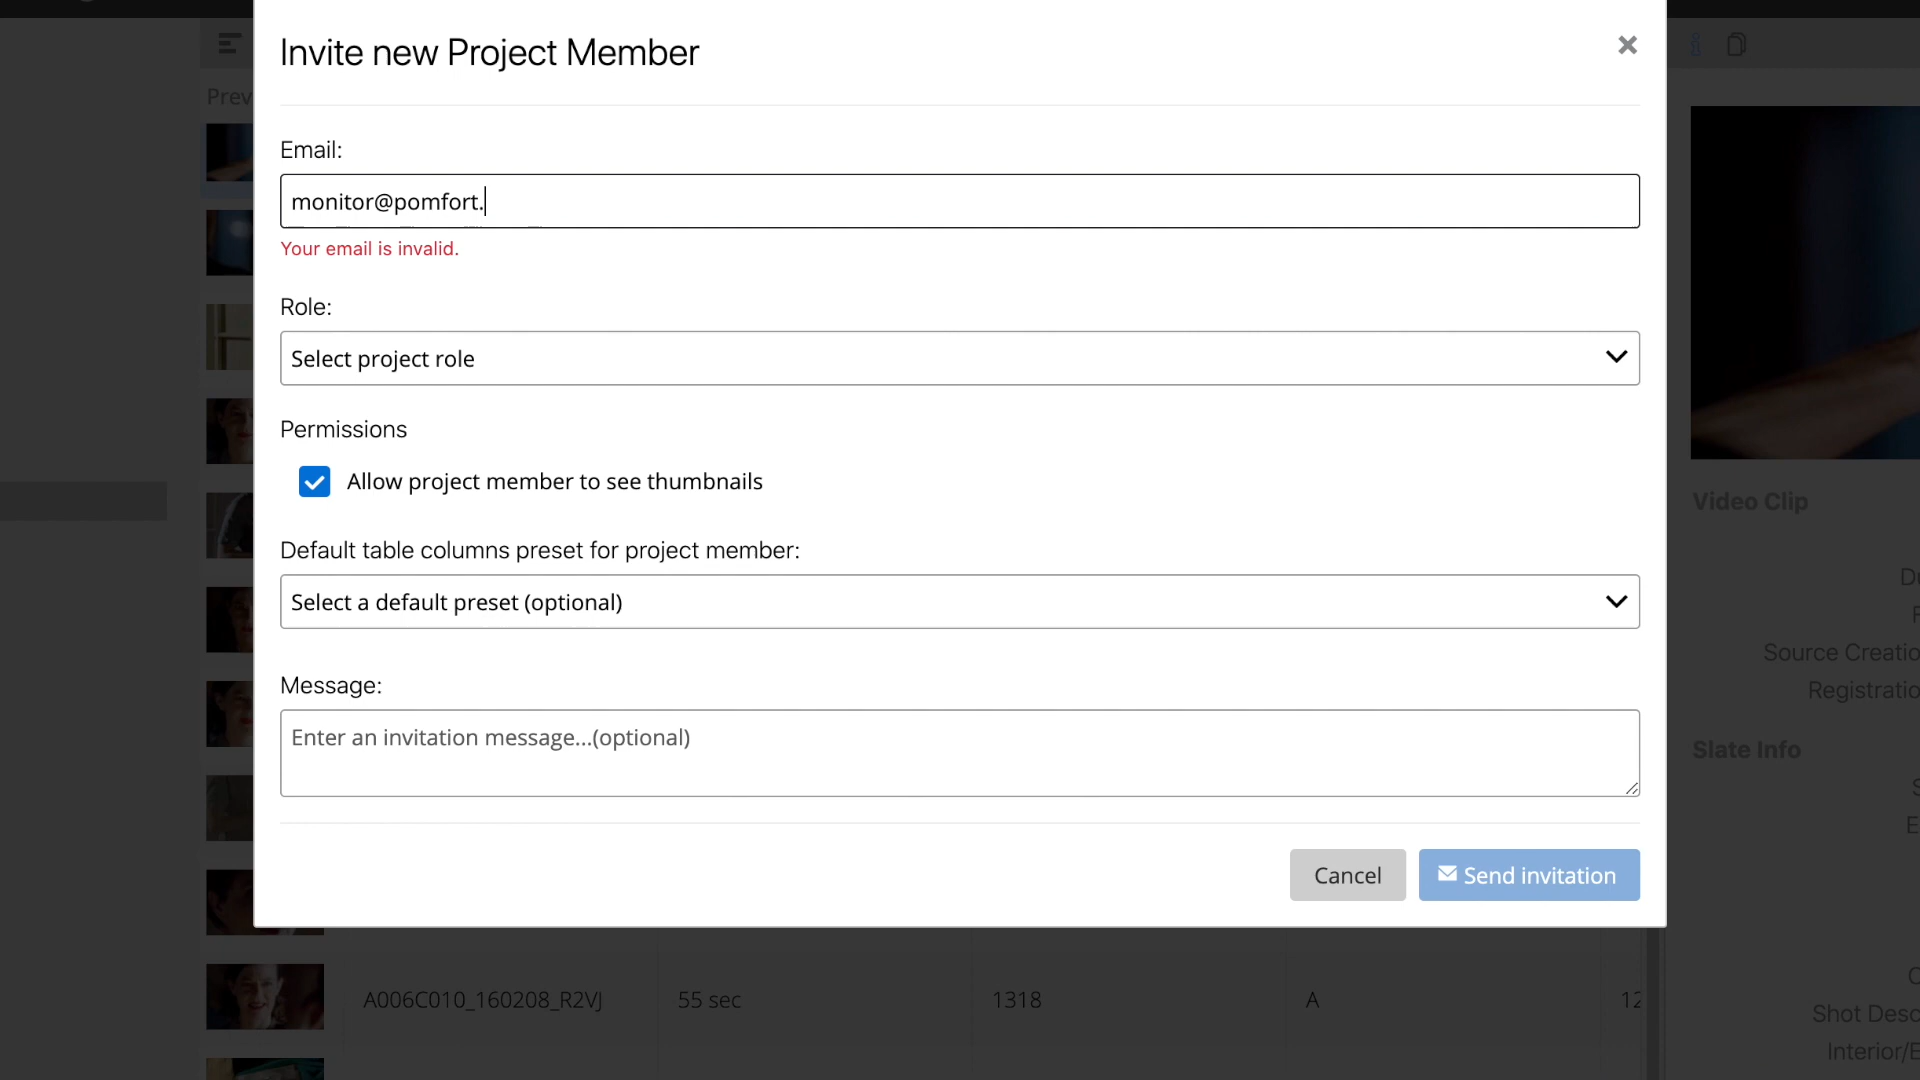 Invite new Project Member
Email:
monitor@pomfort.
Your email is invalid.
Role:
Select project role
Permissions
Allow project member to see thumbnails
Default table columns preset for project member:
Select a default preset (optional)
Message:
Enter an invitation message...(optional)
Cancel
Send invitation
Prev
A006C010_160208_R2VJ 55 sec 1318 A 12
Video Clip
Source Creatio
Registratio
Slate Info
Shot Desc
Interior/E